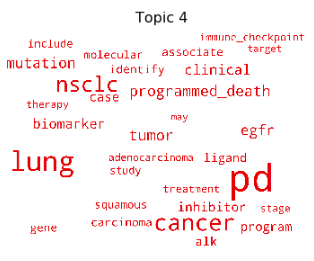 Topic 4
immune_checkpoint
include
molecular associate target
mutation identify clinical
nsclc
case programmed_death
therapy
may
biomarker tumor egfr
lung adenocarcinoma ligand
study
pd
treatment
squamous inhibitor stage
carcinoma cancer program
gene
alk